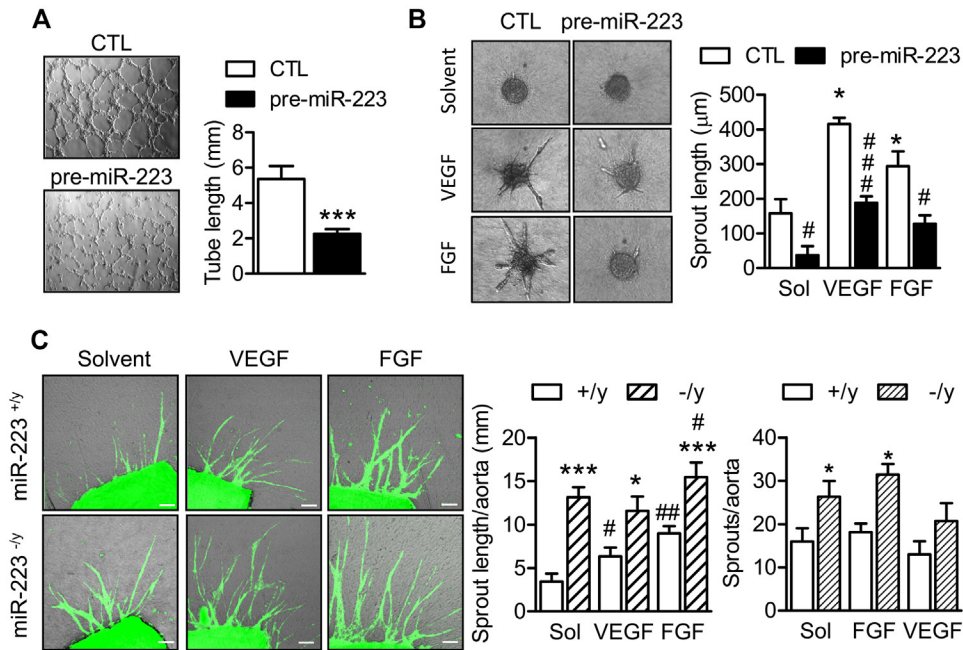 A
CTL
pre-miR-223
CTL
pre-miR-223
Tube length (mm)
6
4
2
0
***
B
CTL pre-miR-223
Solvent
VEGF
FGF
CTL pre-miR-223
Sprout length (μm)
500
400
300
200
100
0
*
*
#
###
#
Sol VEGF FGF
C
Solvent VEGF FGF
miR-223 +/y
miR-223 -/y
+/y -/y
Sprout length/aorta (mm)
20
15
10
5
0
***
#
*
##
#
***
Sol VEGF FGF
+/y -/y
Sprouts/aorta
40
30
20
10
0
*
*
Sol FGF VEGF